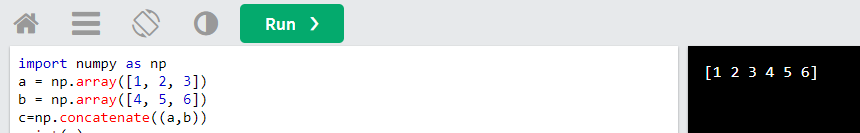 Run ❯
import numpy as np
a = np.array([1, 2, 3])
b = np.array([4, 5, 6])
c=np.concatenate((a,b))
[1 2 3 4 5 6]